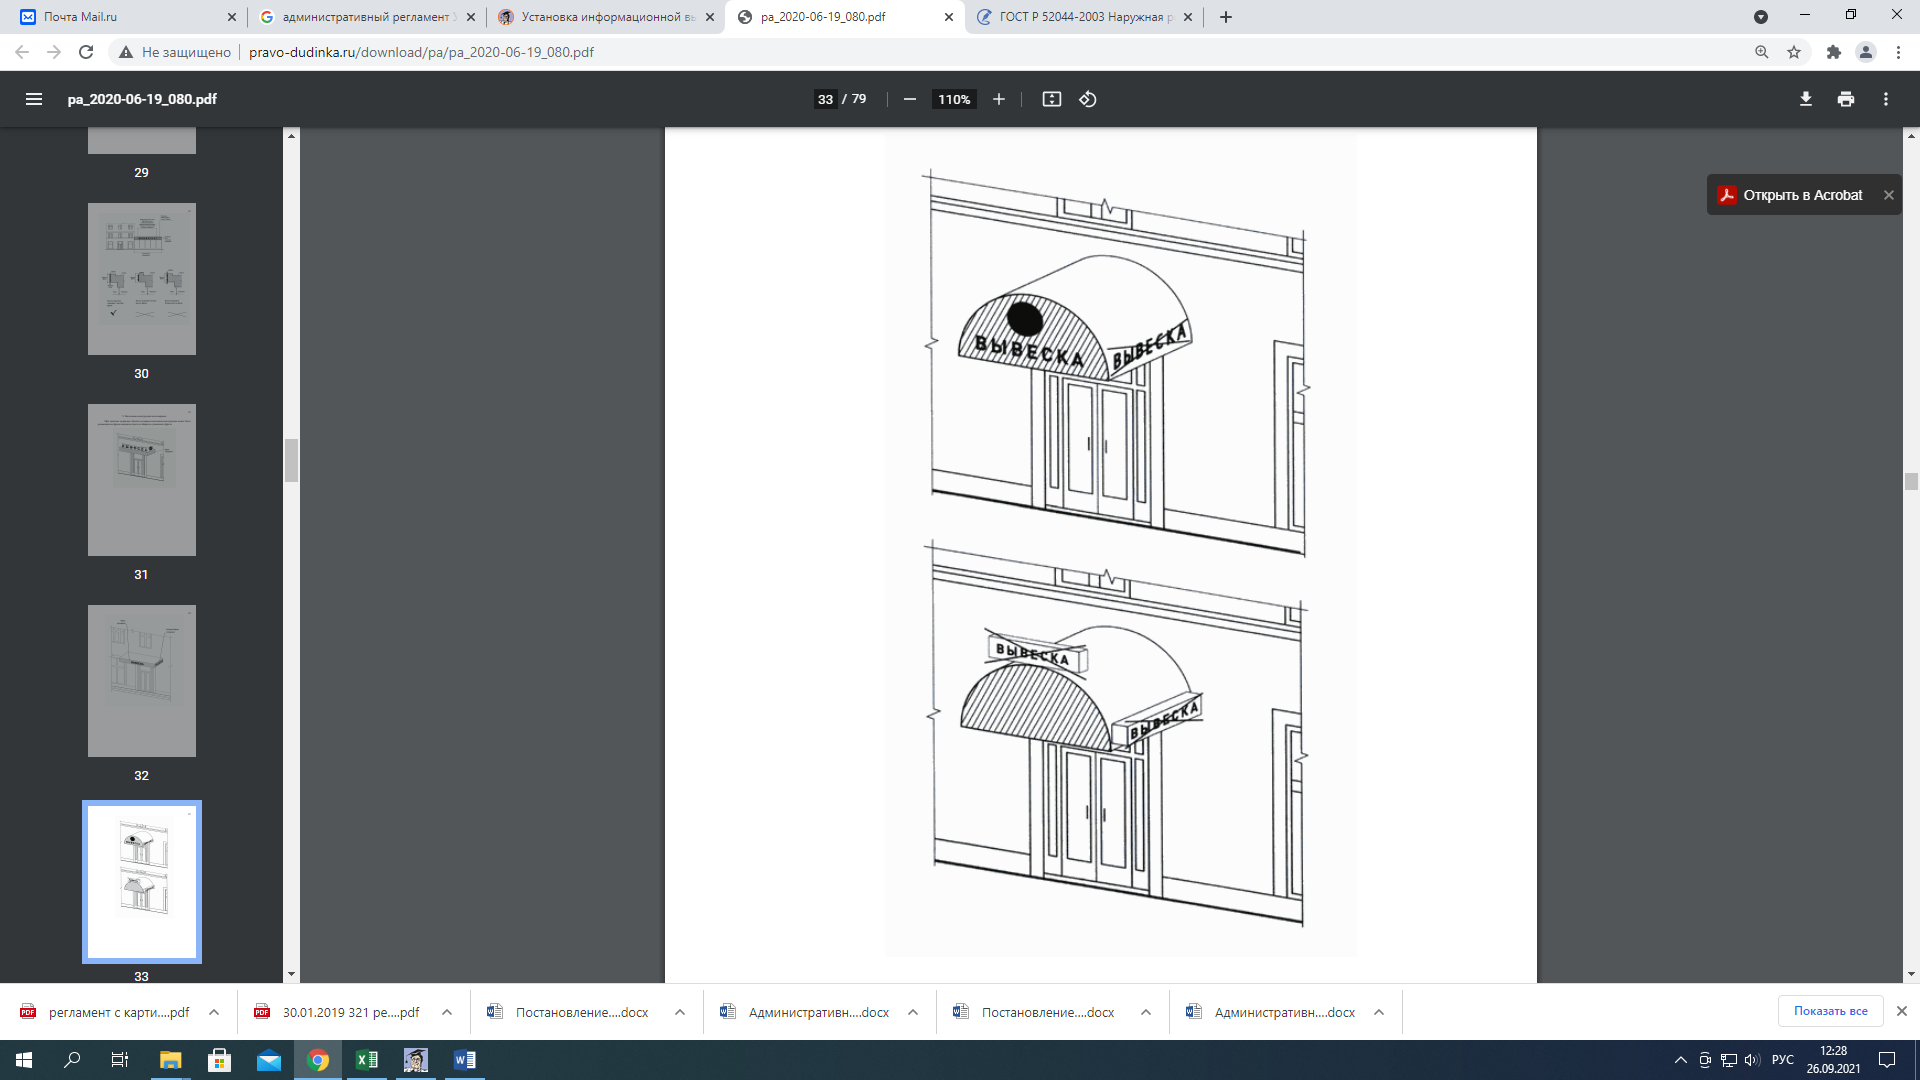 Почта Mail.ru
административный регламент
Установка информационной вы
pa_2020-06-19_080.pdf
ГОСТ Р 52044-2003 Наружная р
Не защищено
pravo-dudinka.ru/download/pa/pa_2020-06-19_080.pdf
pa_2020-06-19_080.pdf
33 / 79
110%
Открыть в Acrobat
29
30
31
32
33
ВЫВЕСКА
ВЫВЕСКА
ВЫВЕСКА
ВЫВЕСКА
регламент с карти....pdf
30.01.2019 321 ре....pdf
Постановление....docx
Административн....docx
Постановление....docx
Административн....docx
Показать все
РУС
12:28
26.09.2021